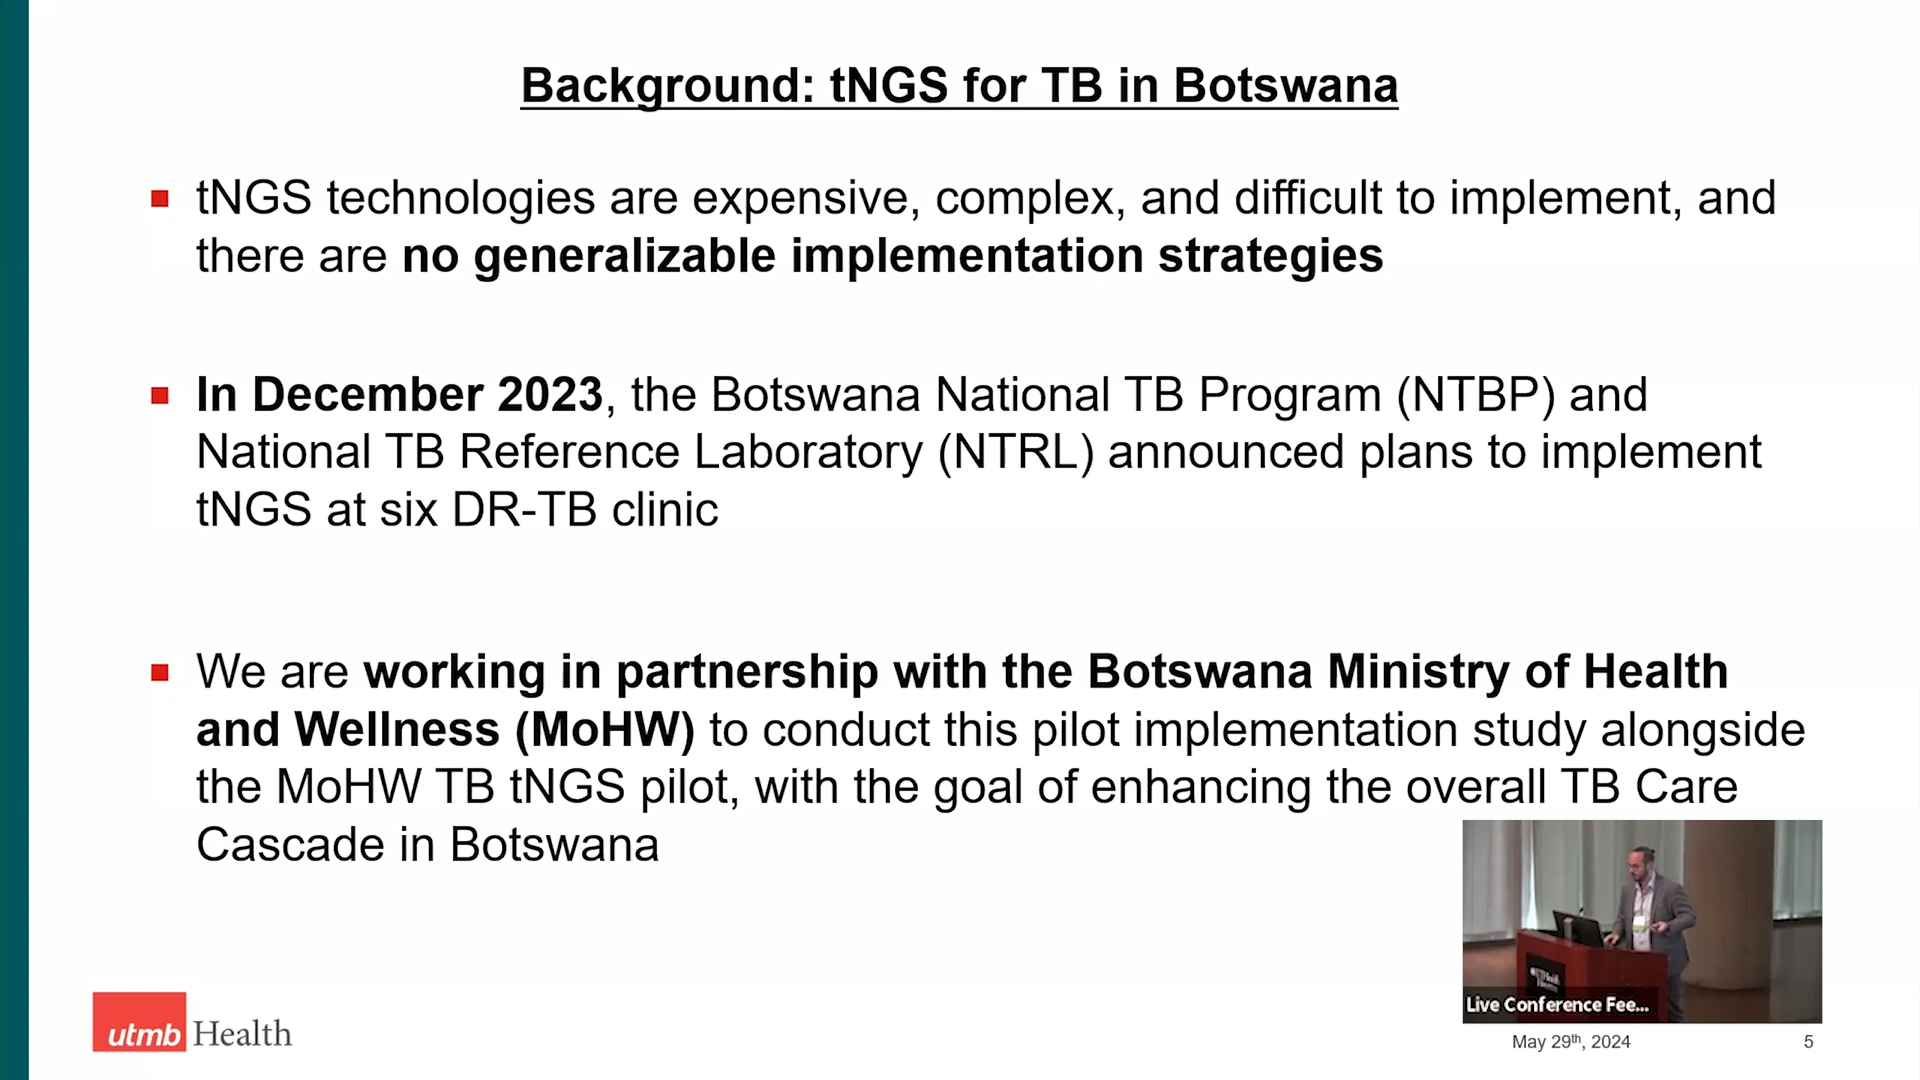 Background: tNGS for TB in Botswana
tNGS technologies are expensive, complex, and difficult to implement, and
there are no generalizable implementation strategies
In December 2023, the Botswana National TB Program (NTBP) and
National TB Reference Laboratory (NTRL) announced plans to implement
tNGS at six DR-TB clinic
We are working in partnership with the Botswana Ministry of Health
and Wellness (MoHW) to conduct this pilot implementation study alongside
the MoHW TB tNGS pilot, with the goal of enhancing the overall TB Care
Cascade in Botswana
Live Conference Fee...
utmb Health
May 29th, 2024
5